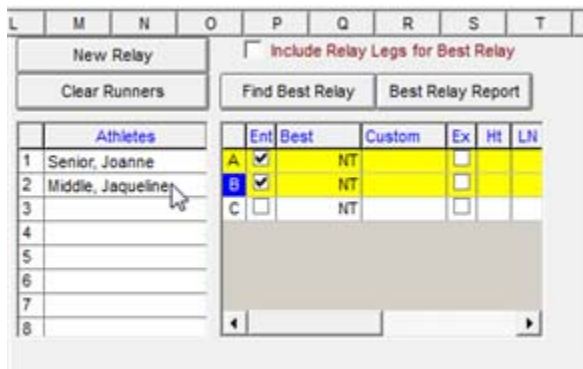 L M N O P Q R S T
New Relay
Include Relay Legs for Best Relay
Clear Runners
Find Best Relay Best Relay Report
Athletes
1 Senior, Joanne
2 Middle, Jaqueline
3
4
5
6
7
8
Ent Best Custom Ex Ht LN
A NT
B NT
C NT